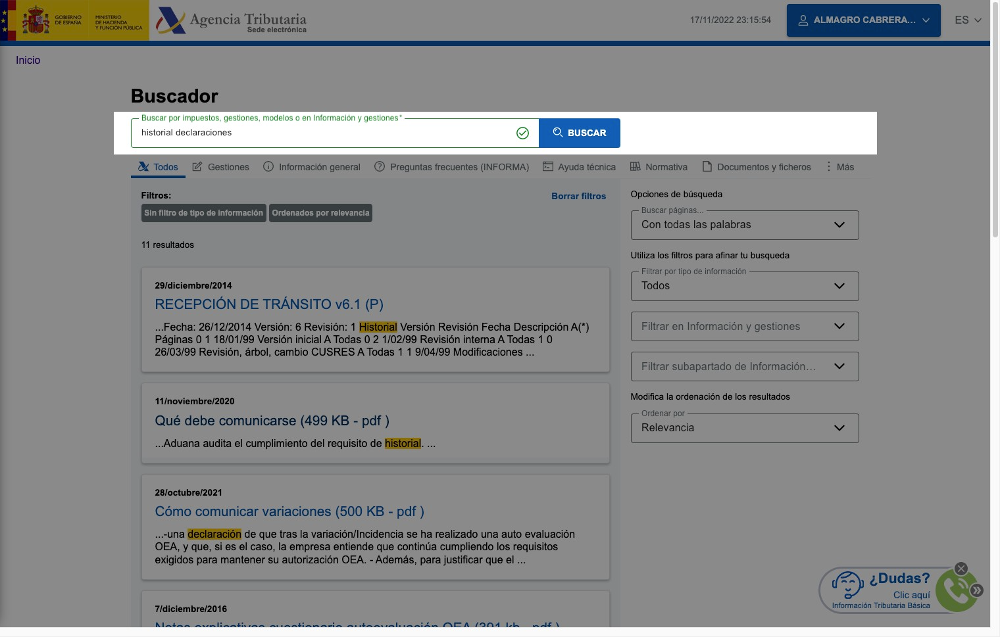 GOBIERNO
DE ESPAÑA
MINISTERIO
DE HACIENDA
Y FUNCIÓN PÚBLICA
Agencia Tributaria
Sede electrónica
17/11/2022 23:15:54
ALMAGRO CABRERA...
ES
Inicio
Buscador
Buscar por impuestos, gestiones, modelos o en Información y gestiones*
historial declaraciones
BUSCAR
Todos
Gestiones
Información general
Preguntas frecuentes (INFORMA)
Ayuda técnica
Normativa
Documentos y ficheros
Más
Filtros:
Borrar filtros
Sin filtro de tipo de información
Ordenados por relevancia
11 resultados
29/diciembre/2014
RECEPCIÓN DE TRÁNSITO v6.1 (P)
...Fecha: 26/12/2014 Versión: 6 Revisión: 1 Historial Versión Revisión Fecha Descripción A(*)
Páginas 0 1 18/01/99 Versión inicial A Todas 0 2 1/02/99 Revisión interna A Todas 1 0
26/03/99 Revisión, árbol, cambio CUSRES A Todas 1 1 9/04/99 Modificaciones ...
11/noviembre/2020
Qué debe comunicarse (499 KB - pdf )
...Aduana audita el cumplimiento del requisito de historial. ...
28/octubre/2021
Cómo comunicar variaciones (500 KB - pdf )
...-una declaración de que tras la variación/Incidencia se ha realizado una auto evaluación
OEA, y que, si es el caso, la empresa entiende que continúa cumpliendo los requisitos
exigidos para mantener su autorización OEA. - Además, para justificar que el ...
7/diciembre/2016
Notas explicativas cuestionario autoevaluación OEA (391 kb - pdf )
Opciones de búsqueda
Buscar páginas...
Con todas las palabras
Utiliza los filtros para afinar tu busqueda
Filtrar por tipo de información
Todos
Filtrar en Información y gestiones
Filtrar subapartado de Información...
Modifica la ordenación de los resultados
Ordenar por
Relevancia
¿Dudas?
Clic aquí
Información Tributaria Básica